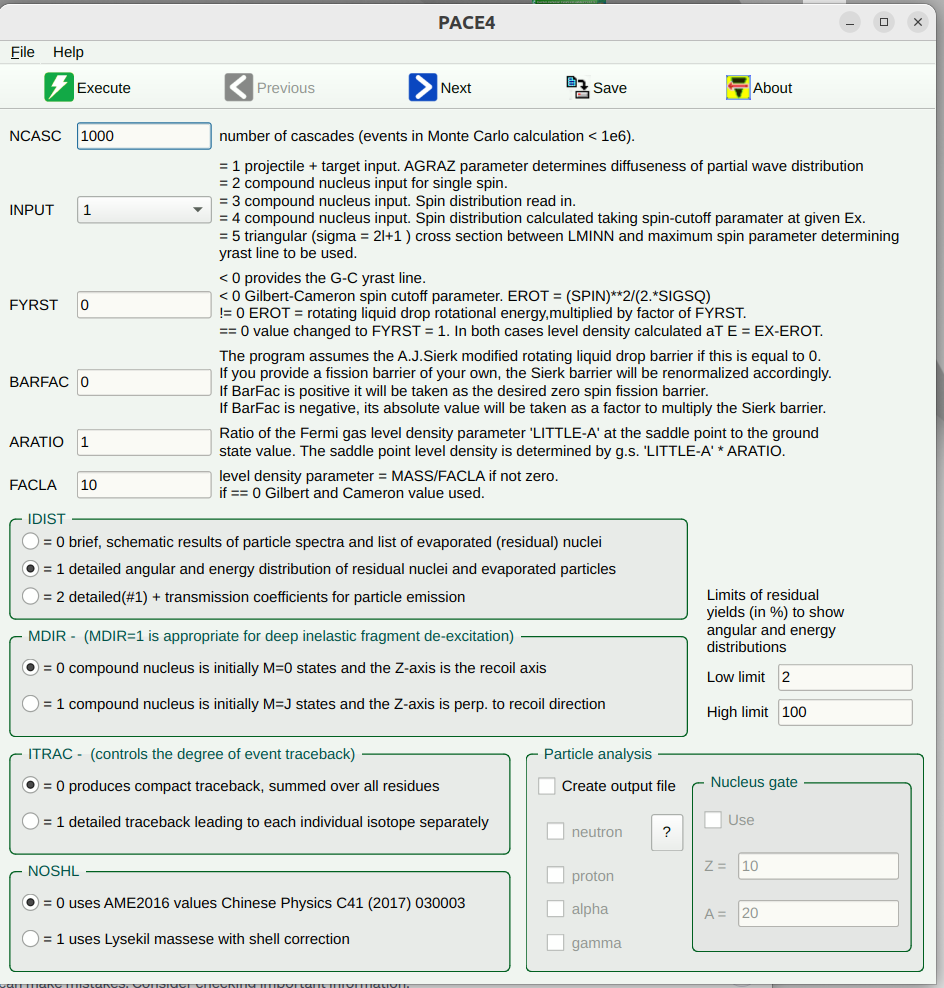 PACE4
File Help
Execute Previous Next Save About
NCASC 1000 number of cascades (events in Monte Carlo calculation < 1e6).
= 1 projectile + target input. AGRAZ parameter determines diffuseness of partial wave distribution
= 2 compound nucleus input for single spin.
= 3 compound nucleus input. Spin distribution read in.
INPUT 1
= 4 compound nucleus input. Spin distribution calculated taking spin-cutoff paramater at given Ex.
= 5 triangular (sigma = 2l+1 ) cross section between LMINN and maximum spin parameter determining
yrast line to be used.
< 0 provides the G-C yrast line.
< 0 Gilbert-Cameron spin cutoff parameter. EROT = (SPIN)**2/(2.*SIGSQ)
FYRST 0
!= 0 EROT = rotating liquid drop rotational energy,multiplied by factor of FYRST.
== 0 value changed to FYRST = 1. In both cases level density calculated aT E = EX-EROT.
The program assumes the A.J.Sierk modified rotating liquid drop barrier if this is equal to 0.
If you provide a fission barrier of your own, the Sierk barrier will be renormalized accordingly.
BARFAC 0
If BarFac is positive it will be taken as the desired zero spin fission barrier.
If BarFac is negative, its absolute value will be taken as a factor to multiply the Sierk barrier.
ARATIO 1
Ratio of the Fermi gas level density parameter 'LITTLE-A' at the saddle point to the ground
state value. The saddle point level density is determined by g.s. 'LITTLE-A' * ARATIO.
FACLA 10
level density parameter = MASS/FACLA if not zero.
if == 0 Gilbert and Cameron value used.
IDIST
= 0 brief, schematic results of particle spectra and list of evaporated (residual) nuclei
= 1 detailed angular and energy distribution of residual nuclei and evaporated particles
= 2 detailed(#1) + transmission coefficients for particle emission
MDIR - (MDIR=1 is appropriate for deep inelastic fragment de-excitation)
= 0 compound nucleus is initially M=0 states and the Z-axis is the recoil axis
= 1 compound nucleus is initially M=J states and the Z-axis is perp. to recoil direction
Limits of residual
yields (in %) to show
angular and energy
distributions
Low limit 2
High limit 100
ITRAC - (controls the degree of event traceback)
= 0 produces compact traceback, summed over all residues
= 1 detailed traceback leading to each individual isotope separately
NOSHL
= 0 uses AME2016 values Chinese Physics C41 (2017) 030003
= 1 uses Lysekil massese with shell correction
Particle analysis
Create output file
neutron ?
proton
alpha
gamma
Nucleus gate
Use
Z = 10
A = 20
can make mistakes. Consider checking important information.